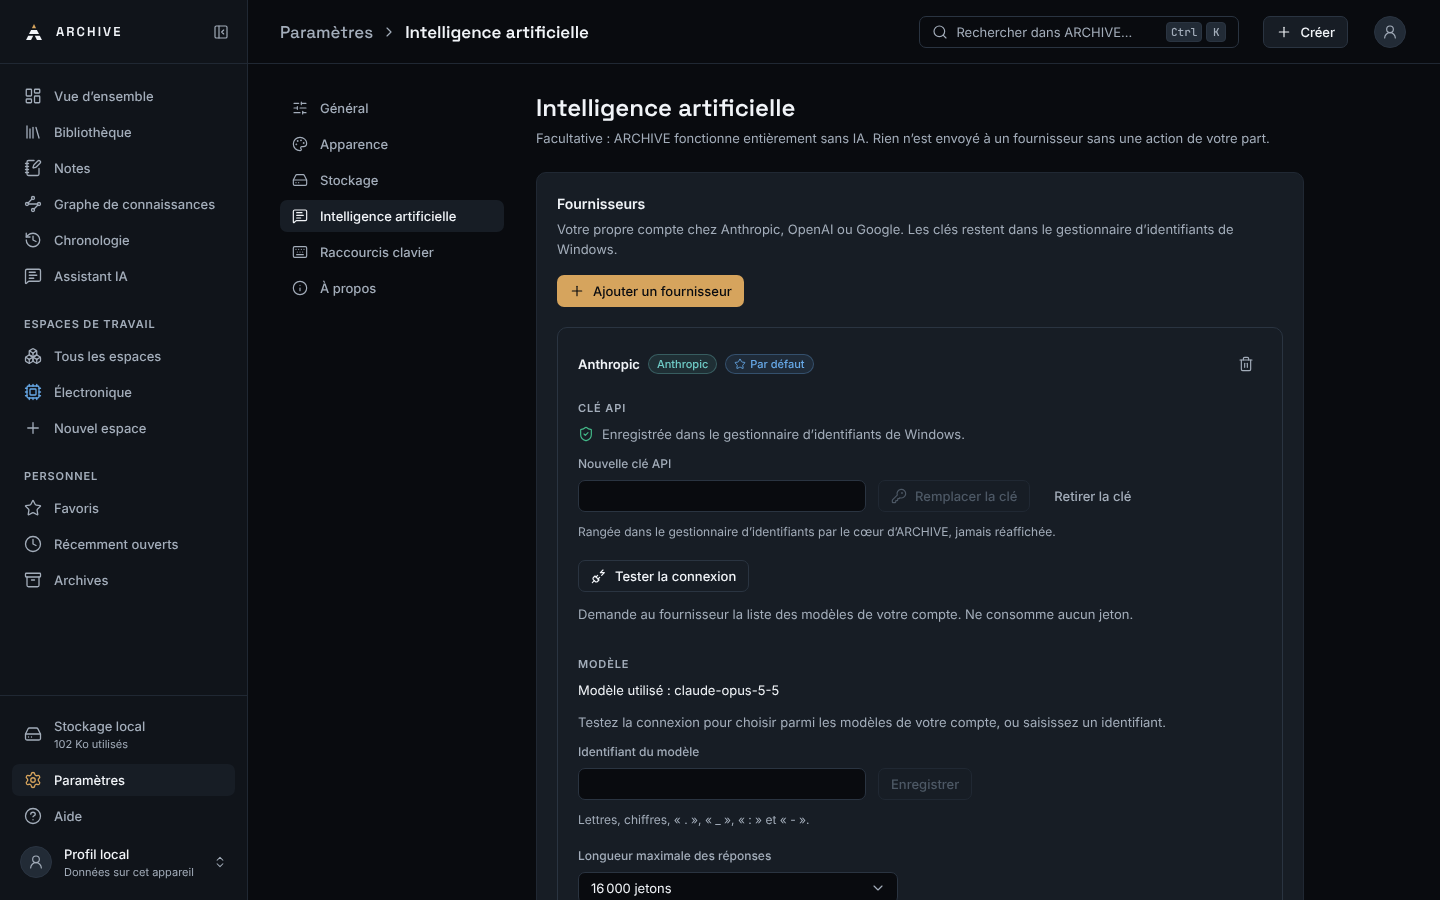 ARCHIVE
Paramètres > Intelligence artificielle
Rechercher dans ARCHIVE... Ctrl K
Créer
Vue d’ensemble
Bibliothèque
Notes
Graphe de connaissances
Chronologie
Assistant IA
ESPACES DE TRAVAIL
Tous les espaces
Électronique
Nouvel espace
PERSONNEL
Favoris
Récemment ouverts
Archives
Stockage local
102 Ko utilisés
Paramètres
Aide
Profil local
Données sur cet appareil
Général
Apparence
Stockage
Intelligence artificielle
Raccourcis clavier
À propos
Intelligence artificielle
Facultative : ARCHIVE fonctionne entièrement sans IA. Rien n’est envoyé à un fournisseur sans une action de votre part.
Fournisseurs
Votre propre compte chez Anthropic, OpenAI ou Google. Les clés restent dans le gestionnaire d’identifiants de
Windows.
Ajouter un fournisseur
Anthropic Anthropic Par défaut
CLÉ API
Enregistrée dans le gestionnaire d’identifiants de Windows.
Nouvelle clé API
Remplacer la clé Retirer la clé
Rangée dans le gestionnaire d’identifiants par le cœur d’ARCHIVE, jamais réaffichée.
Tester la connexion
Demande au fournisseur la liste des modèles de votre compte. Ne consomme aucun jeton.
MODÈLE
Modèle utilisé : claude-opus-5-5
Testez la connexion pour choisir parmi les modèles de votre compte, ou saisissez un identifiant.
Identifiant du modèle
Enregistrer
Lettres, chiffres, « . », « _ », « : » et « - ».
Longueur maximale des réponses
16 000 jetons